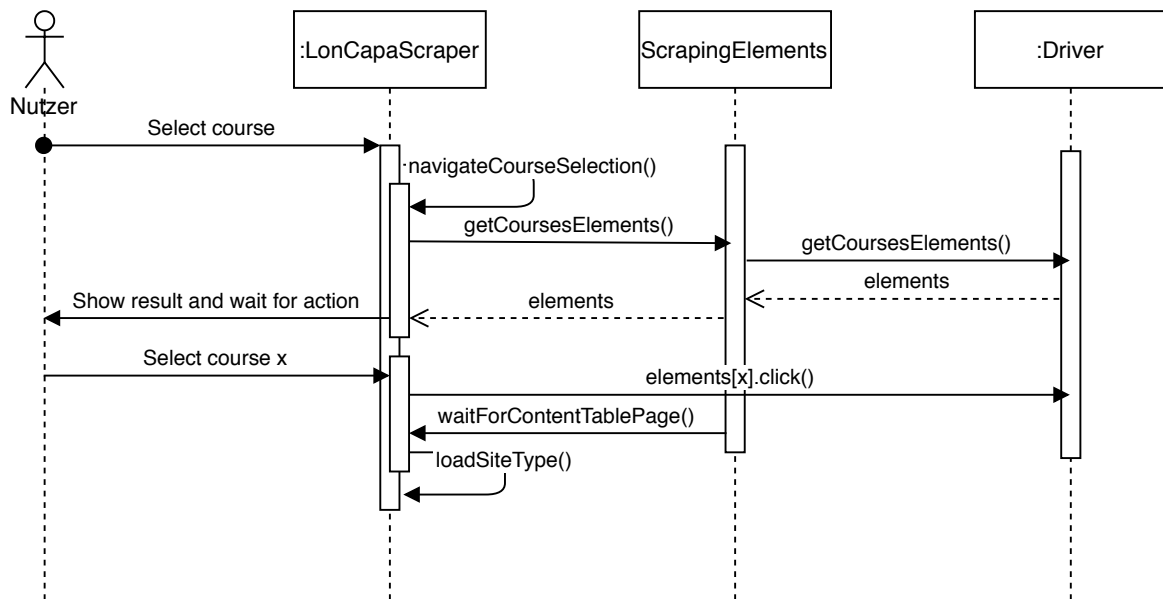 :LonCapaScraper
ScrapingElements
:Driver
Nutzer
Select course
navigateCourseSelection()
getCoursesElements()
getCoursesElements()
elements
Show result and wait for action
elements
Select course x
elements[x].click()
waitForContentTablePage()
loadSiteType()